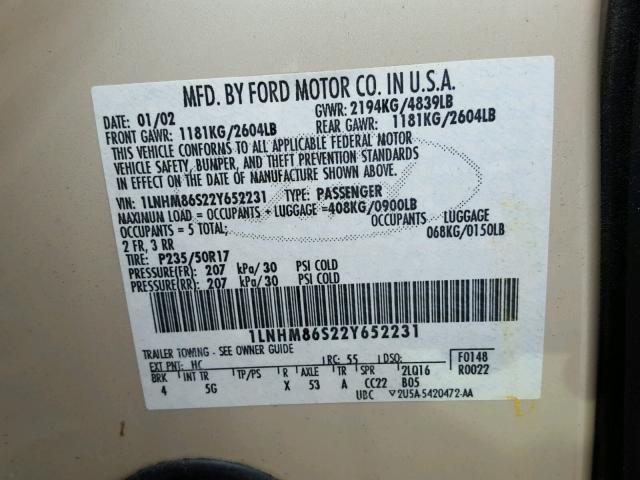 MFD. BY FORD MOTOR CO. IN U.S.A.
DATE: 01/02 GVWR: 2194KG/4839LB
FRONT GAWR: 1181KG/2604LB REAR GAWR: 1181KG/2604LB
THIS VEHICLE CONFORMS TO ALL APPLICABLE FEDERAL MOTOR
VEHICLE SAFETY, BUMPER, AND THEFT PREVENTION STANDARDS
IN EFFECT ON THE DATE OF MANUFACTURE SHOWN ABOVE.
VIN: 1LNHM86S22Y652231 TYPE: PASSENGER
MAXIMUM LOAD = OCCUPANTS + LUGGAGE =408KG/0900LB
OCCUPANTS = 5 TOTAL; OCCUPANTS LUGGAGE
2 FR, 3 RR 068KG/0150LB
TIRE: P235/50R17
PRESSURE(FR): 207 kPa/30 PSI COLD
PRESSURE(RR): 207 kPa/30 PSI COLD
1LNHM86S22Y652231
TRAILER TOWING - SEE OWNER GUIDE
EXT PNT: HC RC: 55 DSO: F0148
BRK INT TR TP/PS R AXLE TR SPR 2LQ16 R0022
4 5G X 53 A CC22 B05
UBC 2U5A-5420472-AA